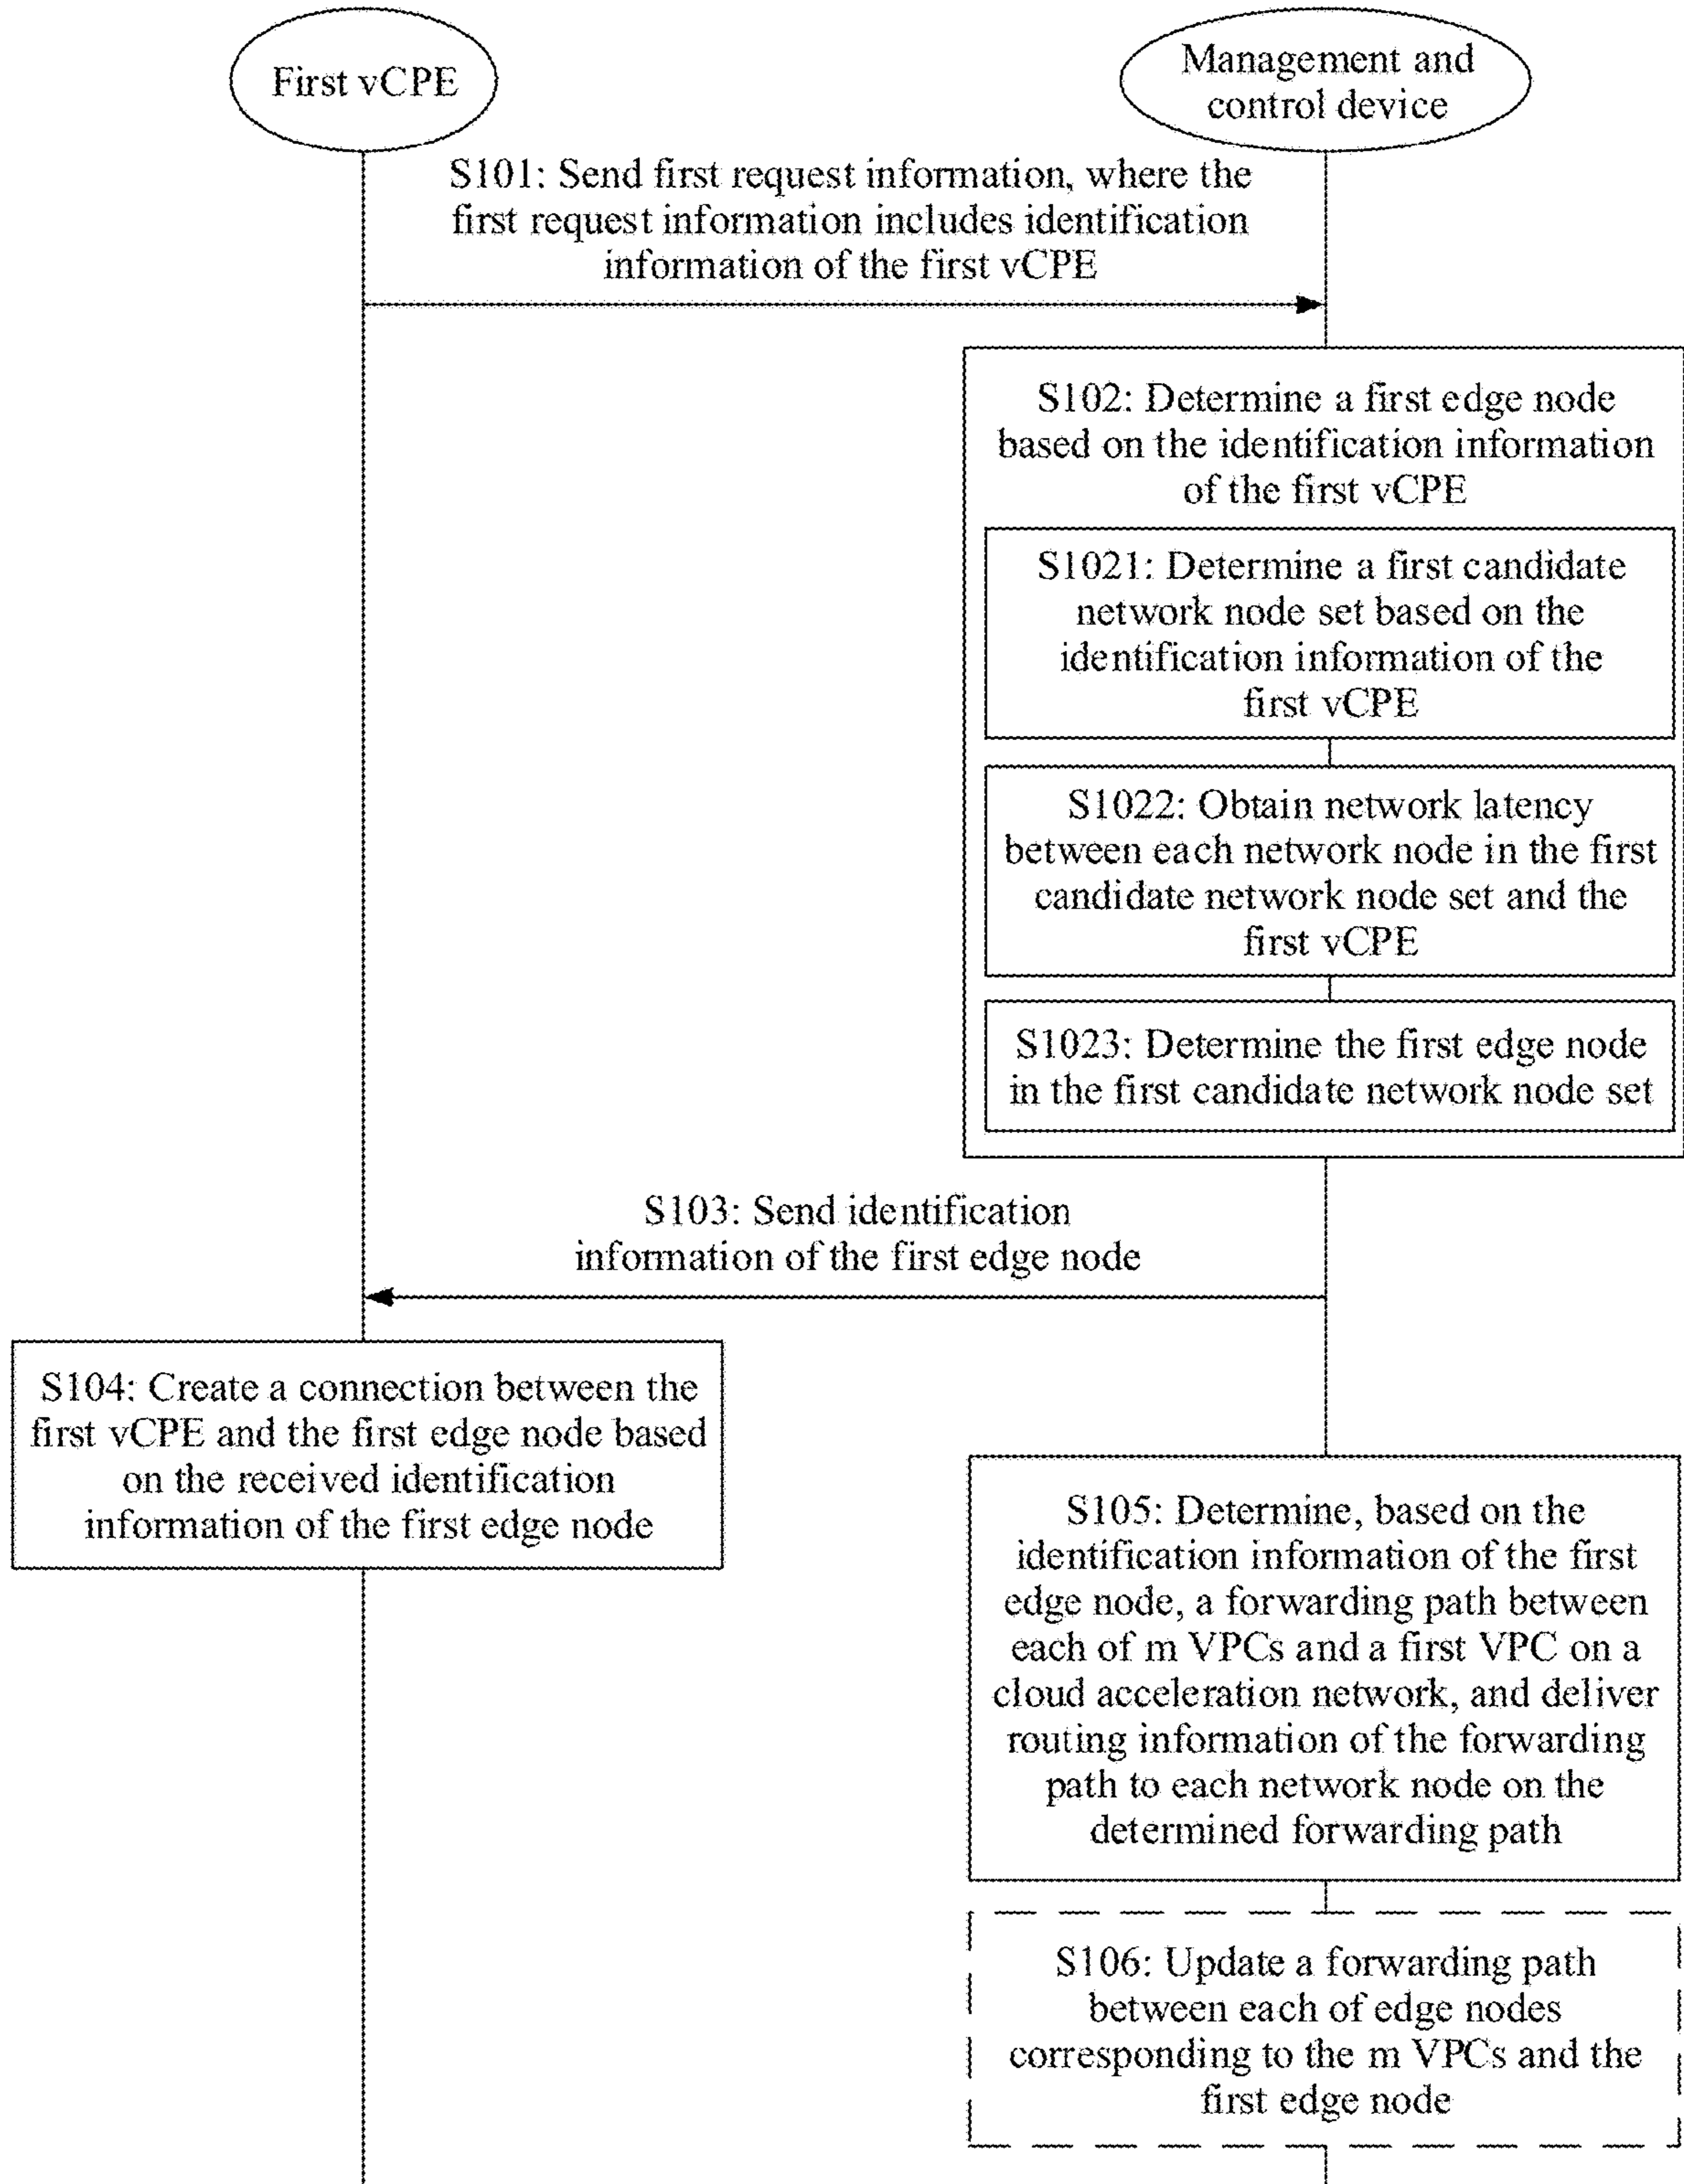 First vCPE
Management and
control device
S101: Send first request information, where the
first request information includes identification
information of the first vCPE
S102: Determine a first edge node
based on the identification information
of the first vCPE
S1021: Determine a first candidate
network node set based on the
identification information of the
first vCPE
S1022: Obtain network latency
between each network node in the first
candidate network node set and the
first vCPE
S1023: Determine the first edge node
in the first candidate network node set
S103: Send identification
information of the first edge node
S104: Create a connection between the
first vCPE and the first edge node based
on the received identification
information of the first edge node
S105: Determine, based on the
identification information of the first
edge node, a forwarding path between
each of m VPCs and a first VPC on a
cloud acceleration network, and deliver
routing information of the forwarding
path to each network node on the
determined forwarding path
S106: Update a forwarding path
between each of edge nodes
corresponding to the m VPCs and the
first edge node